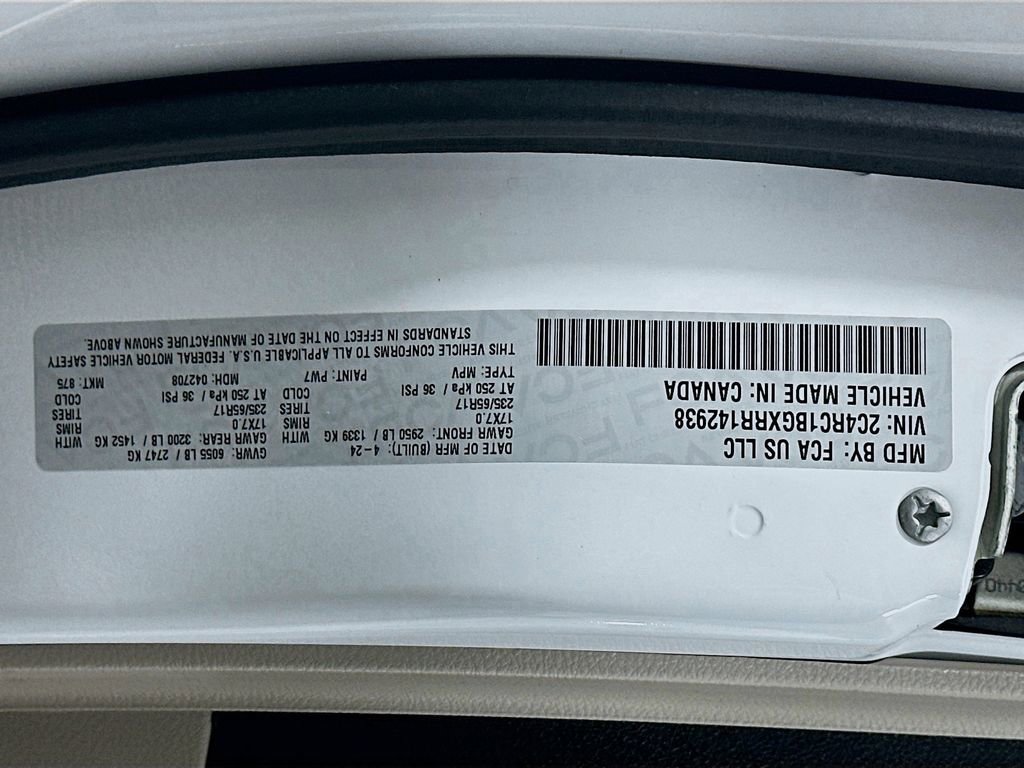 MFD BY: FCA US LLC
VIN: 2C4RC1BGXRR142938
VEHICLE MADE IN: CANADA
DATE OF MFR (BUILT): 4-24 GVWR: 6055 LB / 2747 KG
GAWR FRONT: 2950 LB / 1339 KG WITH GAWR REAR: 3200 LB / 1452 KG WITH
17X7.0 RIMS 17X7.0 RIMS
235/65R17 TIRES 235/65R17 TIRES
AT 250 kPa / 36 PSI COLD AT 250 kPa / 36 PSI COLD
TYPE: MPV PAINT: PW7 MDH: 042708 MKT: 875
THIS VEHICLE CONFORMS TO ALL APPLICABLE U.S.A. FEDERAL MOTOR VEHICLE SAFETY
STANDARDS IN EFFECT ON THE DATE OF MANUFACTURE SHOWN ABOVE.